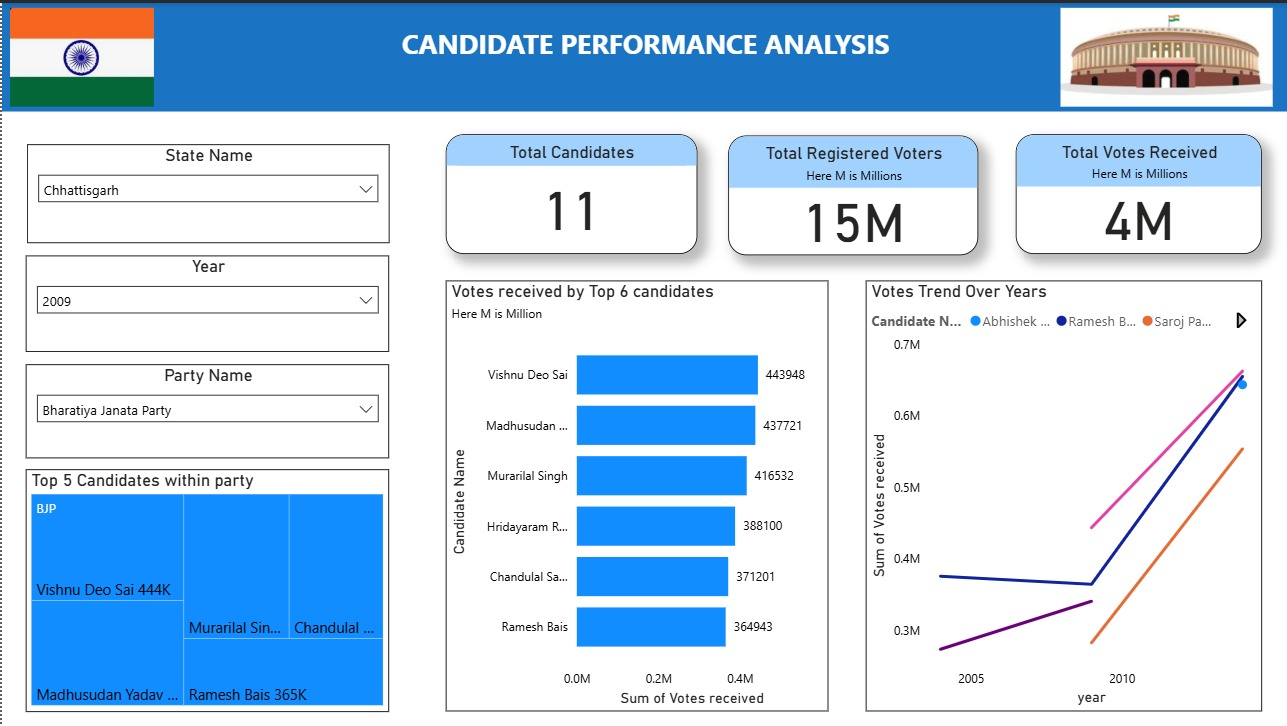 CANDIDATE PERFORMANCE ANALYSIS
State Name
Chhattisgarh
Year
2009
Party Name
Bharatiya Janata Party
Top 5 Candidates within party
BJP
Vishnu Deo Sai 444K
Madhusudan Yadav ...
Murarilal Sin...
Chandulal ...
Ramesh Bais 365K
Total Candidates
11
Total Registered Voters
Here M is Millions
15M
Total Votes Received
Here M is Millions
4M
Votes received by Top 6 candidates
Here M is Million
Candidate Name
Vishnu Deo Sai 443948
Madhusudan ... 437721
Murarilal Singh 416532
Hridayaram R... 388100
Chandulal Sa... 371201
Ramesh Bais 364943
0.0M 0.2M 0.4M
Sum of Votes received
Votes Trend Over Years
Candidate N... Abhishek ... Ramesh B... Saroj Pa...
Sum of Votes received
0.7M
0.6M
0.5M
0.4M
0.3M
2005 2010
year